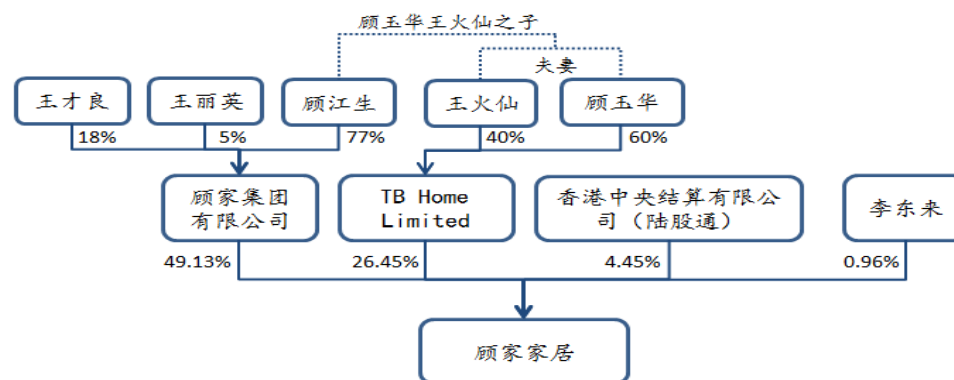 顾玉华王火仙之子
夫妻
王才良
王丽英
顾江生
王火仙
顾玉华
18%
5%
77%
40%
60%
顾家集团
有限公司
TB Home
Limited
香港中央结算有限公
司（陆股通）
李东来
49.13%
26.45%
4.45%
0.96%
顾家家居